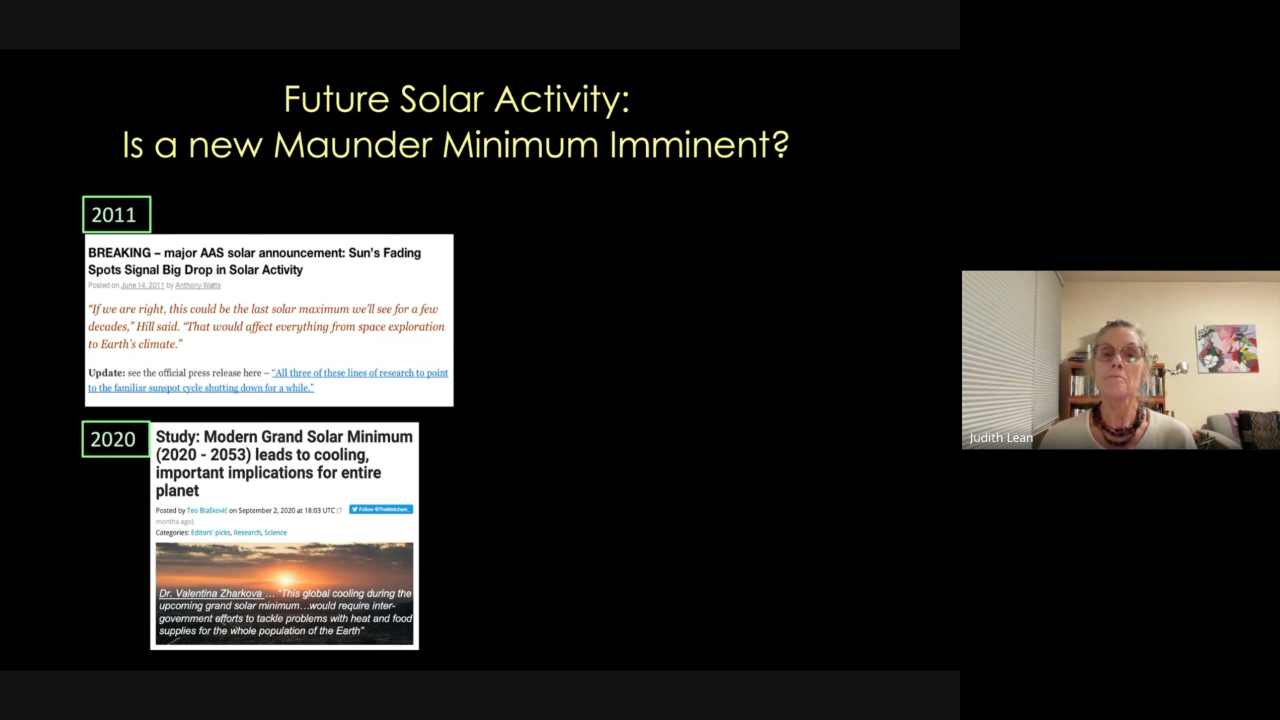 Future Solar Activity:
Is a new Maunder Minimum Imminent?
2011
BREAKING – major AAS solar announcement: Sun's Fading
Spots Signal Big Drop in Solar Activity
Posted on June 14, 2011 by Anthony Watts
“If we are right, this could be the last solar maximum we’ll see for a few
decades,” Hill said. “That would affect everything from space exploration
to Earth’s climate.”
Update: see the official press release here – “All three of these lines of research to point
to the familiar sunspot cycle shutting down for a while.”
2020
Study: Modern Grand Solar Minimum
(2020 - 2053) leads to cooling,
important implications for entire
planet
Posted by Teo Blašković on September 2, 2020 at 18:03 UTC (7
months ago)
Follow @TheWatchers_
Categories: Editors' picks, Research, Science
Dr. Valentina Zharkova ... “This global cooling during the
upcoming grand solar minimum…would require inter-
government efforts to tackle problems with heat and food
supplies for the whole population of the Earth”
Judith Lean